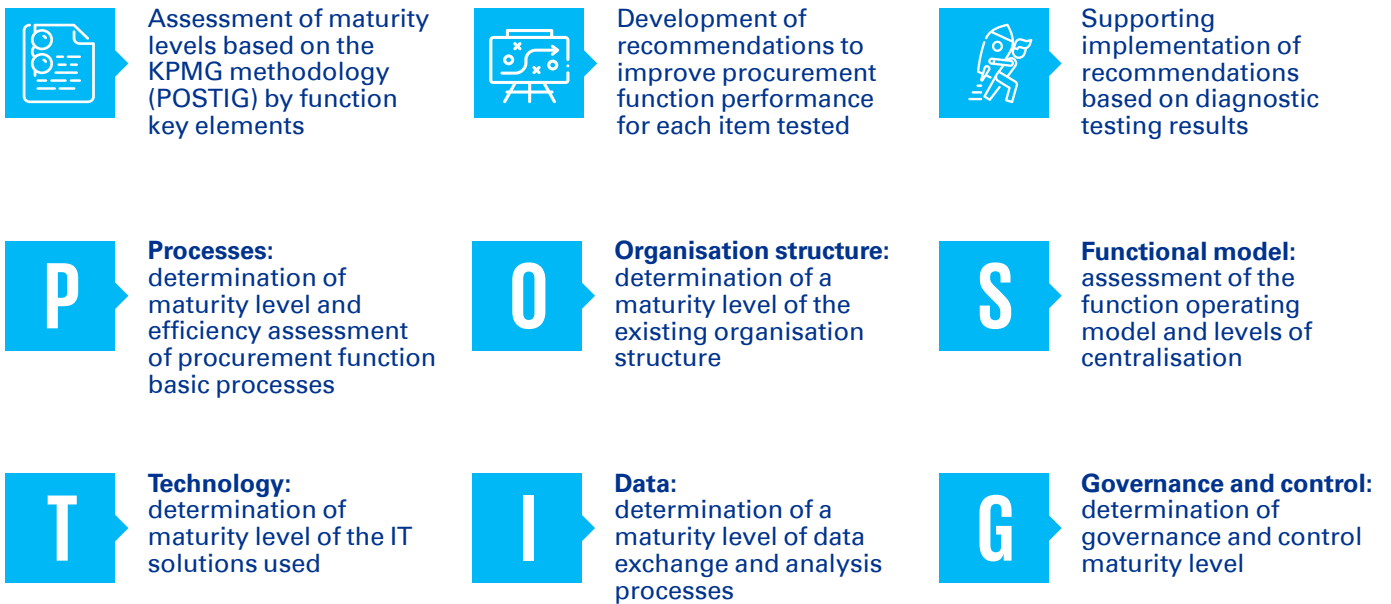 Assessment of maturity
levels based on the
KPMG methodology
(POSTIG) by function
key elements
Development of
recommendations to
improve procurement
function performance
for each item tested
Supporting
implementation of
recommendations
based on diagnostic
testing results
P
Processes:
determination of
maturity level and
efficiency assessment
of procurement function
basic processes
O
Organisation structure:
determination of a
maturity level of the
existing organisation
structure
S
Functional model:
assessment of the
function operating
model and levels of
centralisation
T
Technology:
determination of
maturity level of the IT
solutions used
I
Data:
determination of a
maturity level of data
exchange and analysis
processes
G
Governance and control:
determination of
governance and control
maturity level